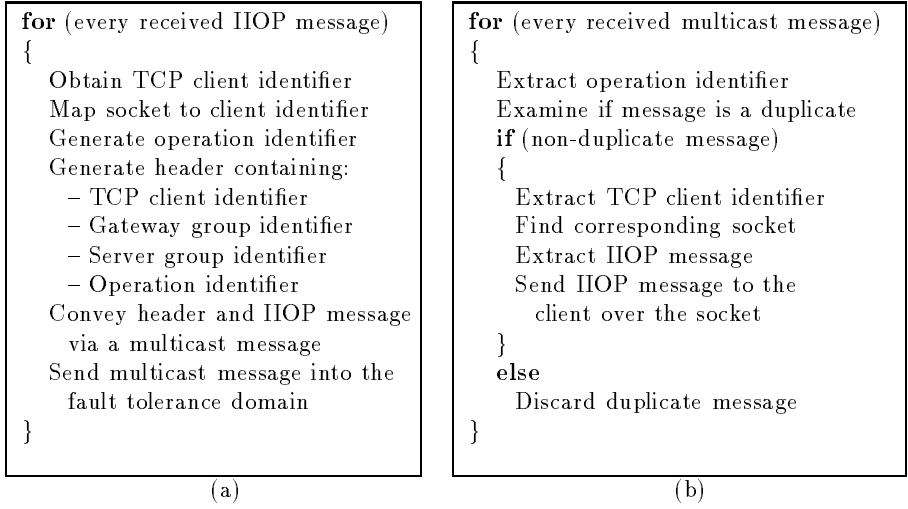 for (every received IIOP message)
{
Obtain TCP client identifier
Map socket to client identifier
Generate operation identifier
Generate header containing:
– TCP client identifier
– Gateway group identifier
– Server group identifier
– Operation identifier
Convey header and IIOP message
via a multicast message
Send multicast message into the
fault tolerance domain
}
(a)
for (every received multicast message)
{
Extract operation identifier
Examine if message is a duplicate
if (non-duplicate message)
{
Extract TCP client identifier
Find corresponding socket
Extract IIOP message
Send IIOP message to the
client over the socket
}
else
Discard duplicate message
}
(b)